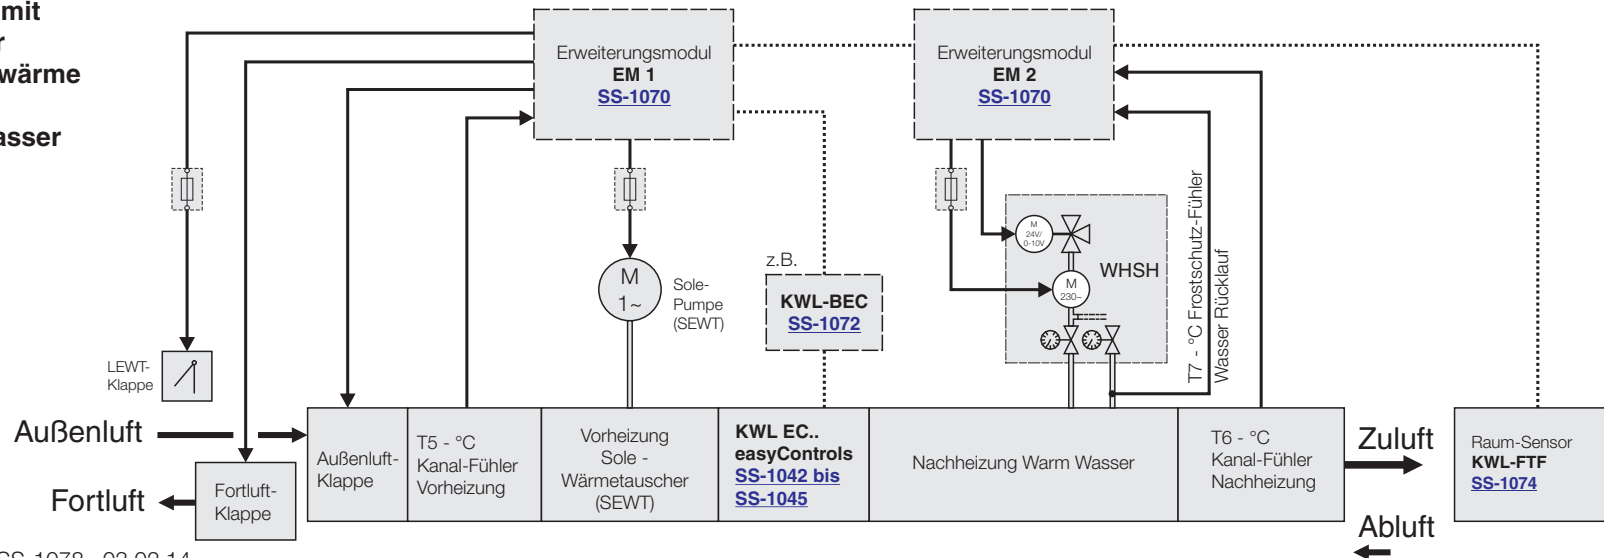 mit
r
wärme
asser
Erweiterungsmodul
EM 1
SS-1070
Erweiterungsmodul
EM 2
SS-1070
M
1~
Sole-
Pumpe
(SEWT)
z.B.
KWL-BEC
SS-1072
M
24V/
0-10V
M
230~
WHSH
T7 - °C Frostschutz-Fühler
Wasser Rücklauf
LEWT-
Klappe
Außenluft
Fortluft
Fortluft-
Klappe
Außenluft-
Klappe
T5 - °C
Kanal-Fühler
Vorheizung
Vorheizung
Sole -
Wärmetauscher
(SEWT)
KWL EC..
easyControls
SS-1042 bis
SS-1045
Nachheizung Warm Wasser
T6 - °C
Kanal-Fühler
Nachheizung
Zuluft
Abluft
Raum-Sensor
KWL-FTF
SS-1074